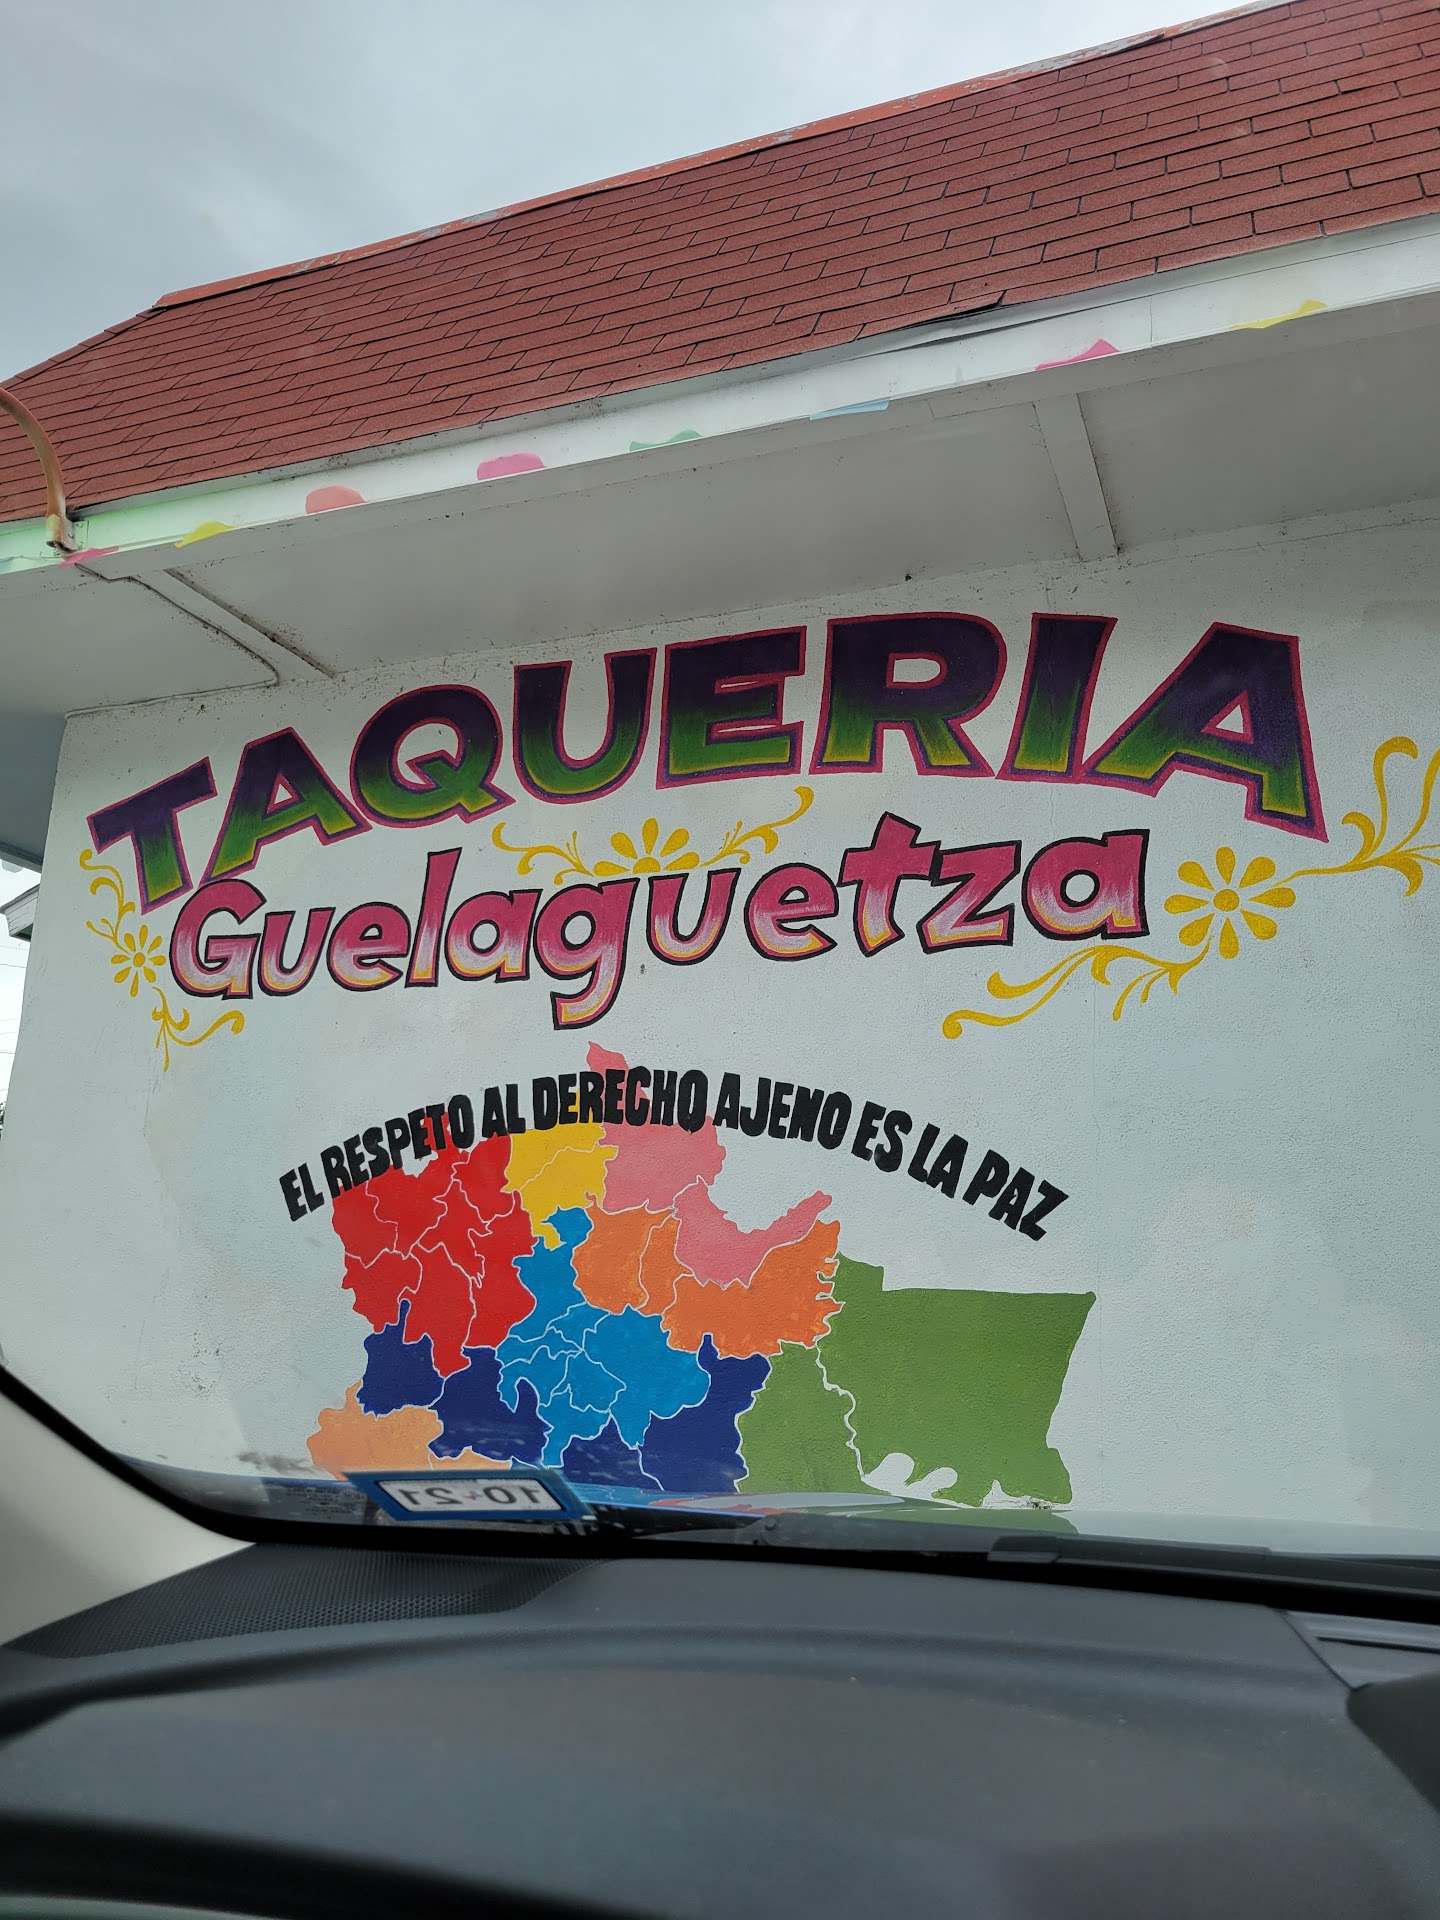 TAQUERIA
Guelaguetza
EL RESPETO AL DERECHO AJENO ES LA PAZ
10 21